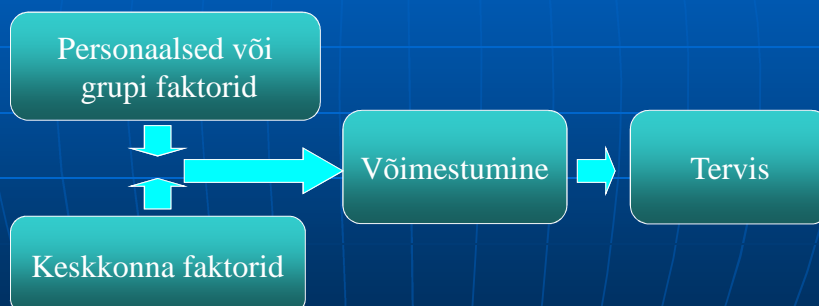 Personaalsed või
grupi faktorid
Võimestumine
Tervis
Keskkonna faktorid